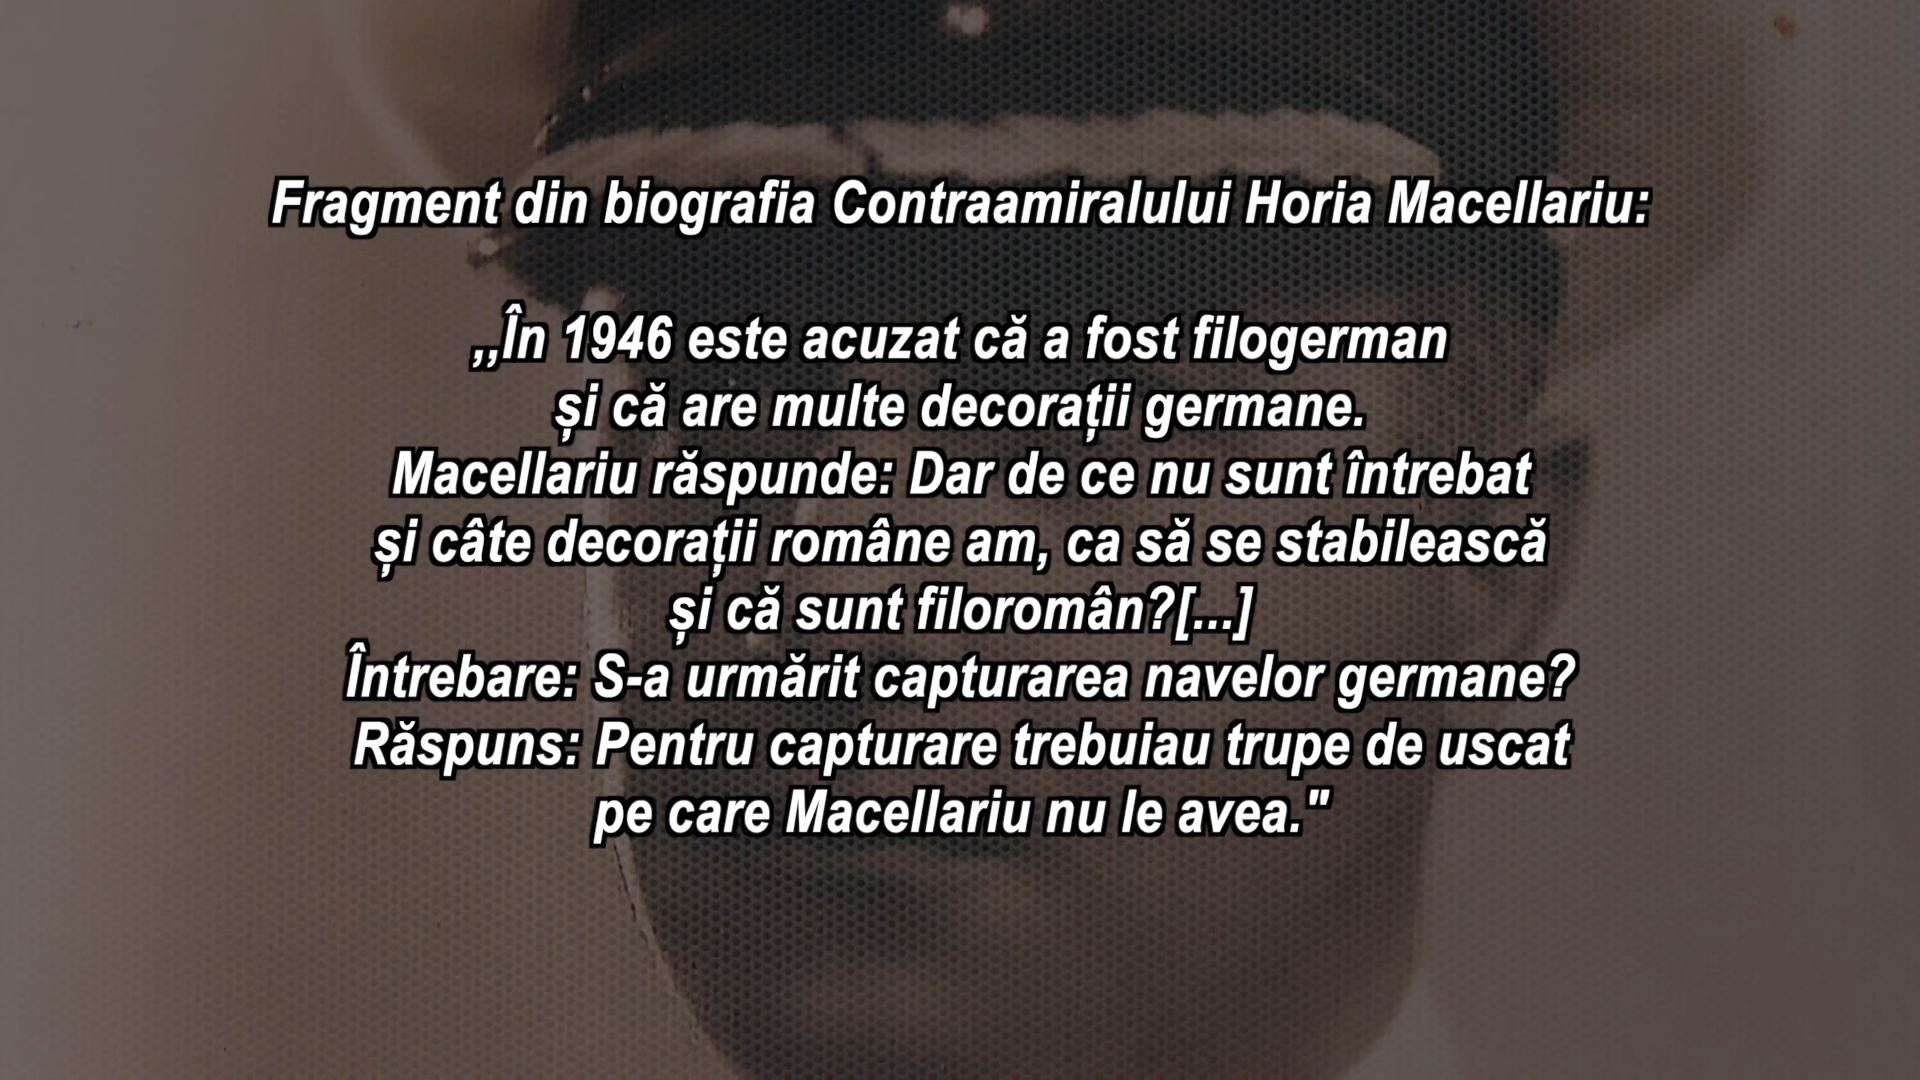 Fragment din biografia Contraamiralului Horia Macellariu:
,,În 1946 este acuzat că a fost filogerman
și că are multe decorații germane.
Macellariu răspunde: Dar de ce nu sunt întrebat
și câte decorații române am, ca să se stabilească
și că sunt filoromân?[...]
Întrebare: S-a urmărit capturarea navelor germane?
Răspuns: Pentru capturare trebuiau trupe de uscat
pe care Macellariu nu le avea."